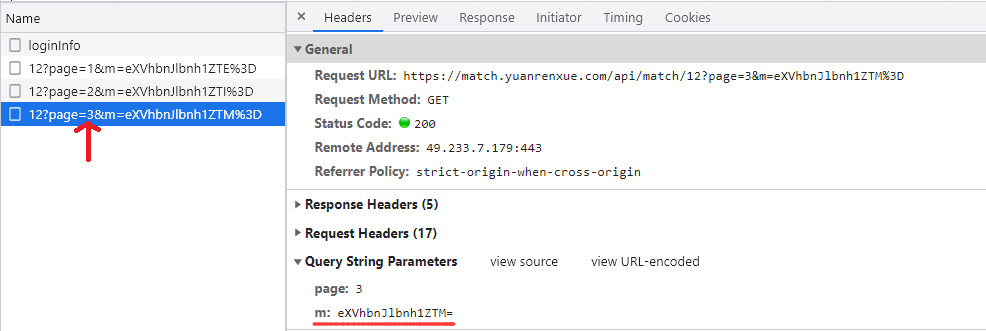 Name
loginInfo
12?page=1&m=eXVhbnJlbnh1ZTE%3D
12?page=2&m=eXVhbnJlbnh1ZTI%3D
12?page=3&m=eXVhbnJlbnh1ZTM%3D
× Headers Preview Response Initiator Timing Cookies
General
Request URL: https://match.yuanrenxue.com/api/match/12?page=3&m=eXVhbnJlbnh1ZTM%3D
Request Method: GET
Status Code: 200
Remote Address: 49.233.7.179:443
Referrer Policy: strict-origin-when-cross-origin
Response Headers (5)
Request Headers (17)
Query String Parameters view source view URL-encoded
page: 3
m: eXVhbnJlbnh1ZTM=